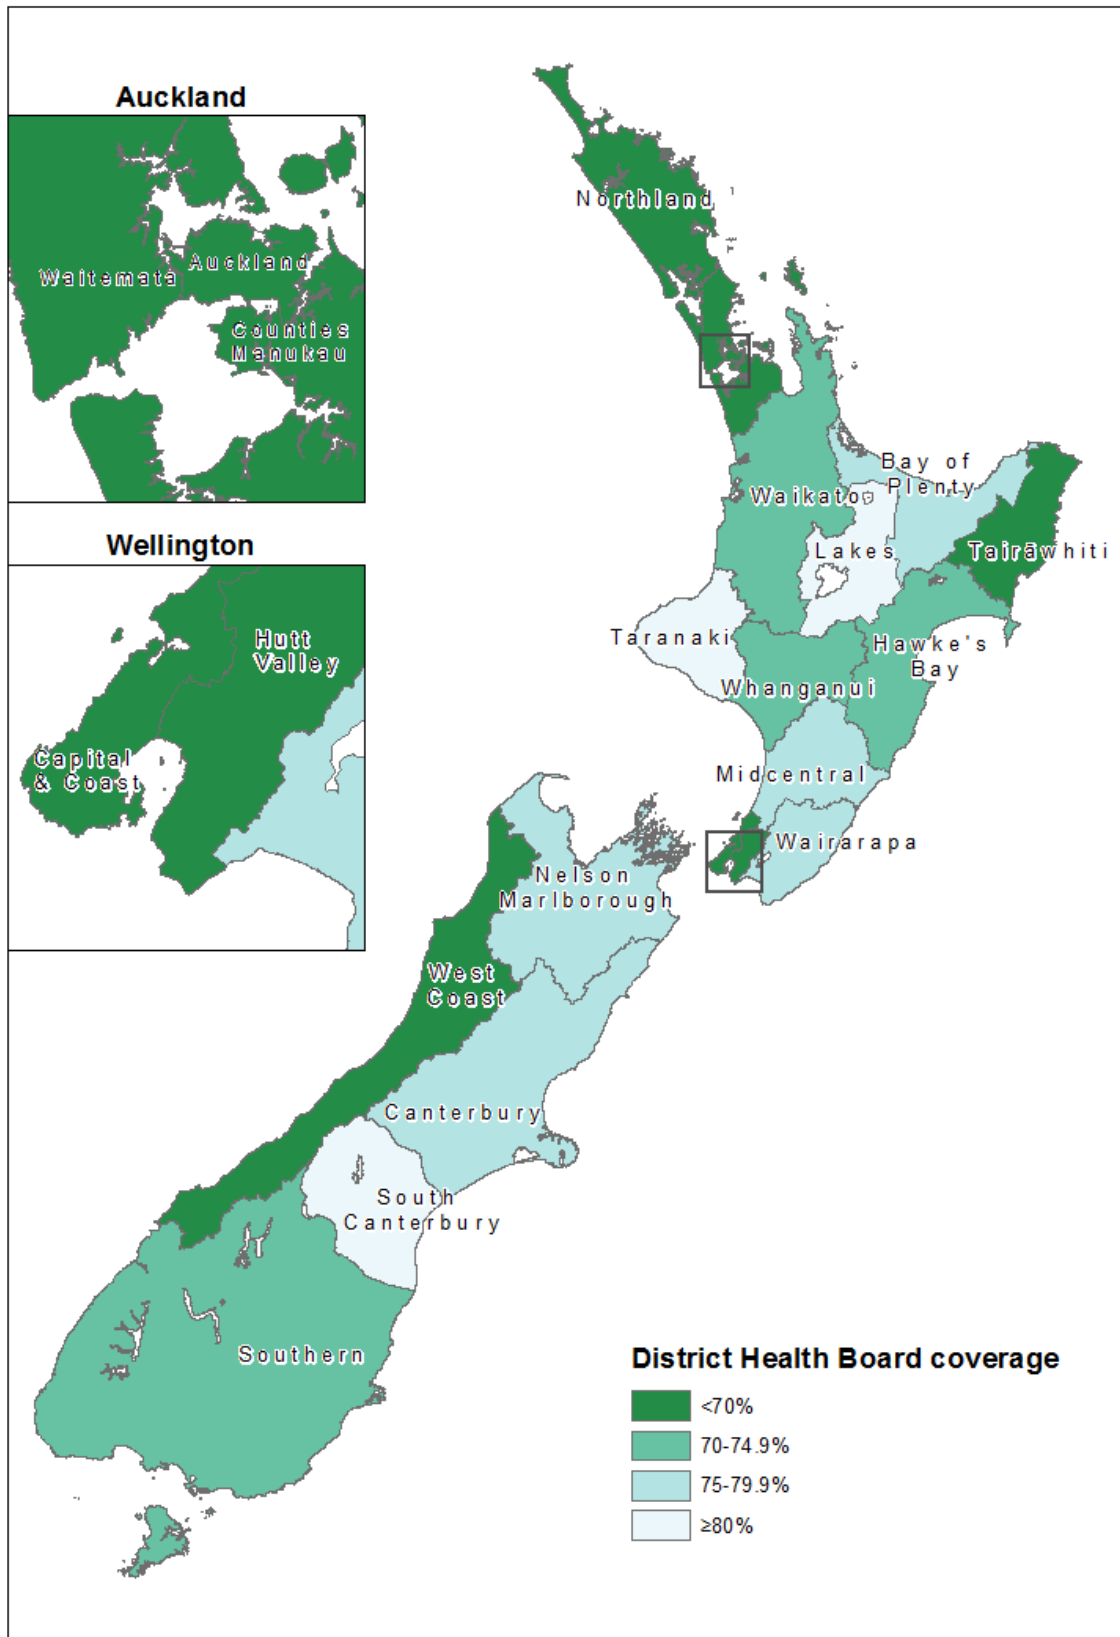 Auckland
Waitemata
Auckland
Counties
Manukau
Wellington
Hutt
Valley
Capital
& Coast
Northland
Waikato
Bay of
Plenty
Lakes
Tairāwhiti
Taranaki
Hawke's
Bay
Whanganui
Midcentral
Wairarapa
Nelson
Marlborough
West
Coast
Canterbury
South
Canterbury
Southern
District Health Board coverage
<70%
70-74.9%
75-79.9%
≥80%